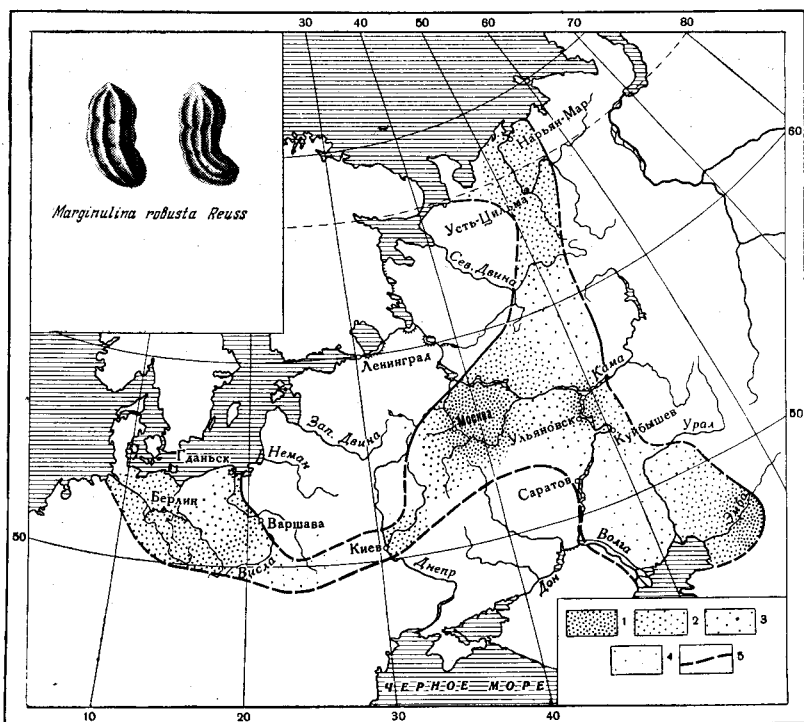 30 40 50 60 70 80
Нарьян-Мар
60
Marginulina robusta Reuss
Усть-Цильма
Сев. Двина
Ленинград
Кама
50
Москва
Зап. Двина
Ульяновск
Куйбышев
Урал
Гданьск
Неман
Саратов
Берлин
Эмба
Варшава
50
Киев
Волга
Висла
Днепр
Дон
1 2 3
4 5
ЧЕРНОЕ МОРЕ
10 20 30 40